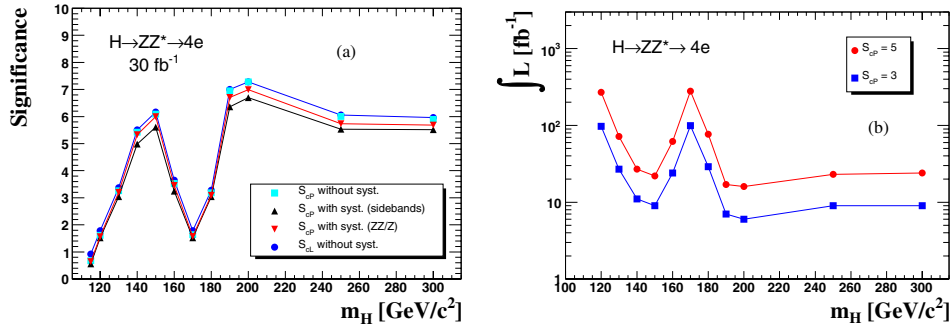 Significance
10
9
8
7
6
5
4
3
2
1
0
H→ZZ*→4e
30 fb⁻¹
(a)
S_cP without syst.
S_cP with syst. (sidebands)
S_cP with syst. (ZZ/Z)
S_cL without syst.
120 140 160 180 200 220 240 260 280 300
m_H [GeV/c²]
∫L [fb⁻¹]
10³
10²
10
1
H→ZZ*→ 4e
S_cP = 5
S_cP = 3
(b)
100 120 140 160 180 200 220 240 260 280 300
m_H [GeV/c²]